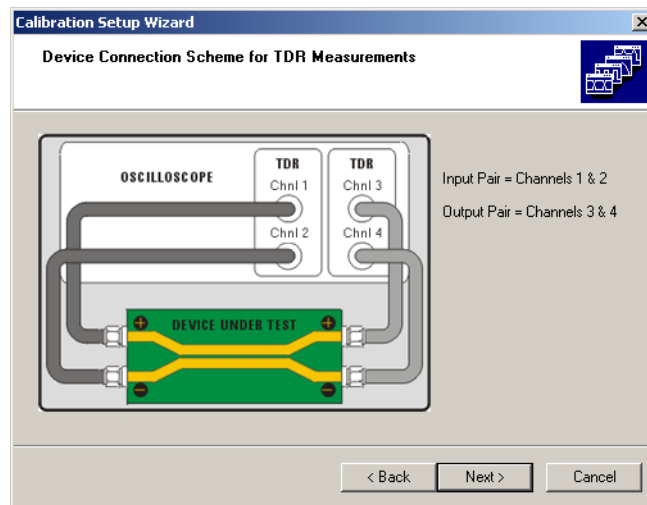 Calibration Setup Wizard
Device Connection Scheme for TDR Measurements
OSCILLOSCOPE
TDR
Chnl 1
Chnl 2
TDR
Chnl 3
Chnl 4
Input Pair = Channels 1 & 2
Output Pair = Channels 3 & 4
DEVICE UNDER TEST
< Back
Next >
Cancel